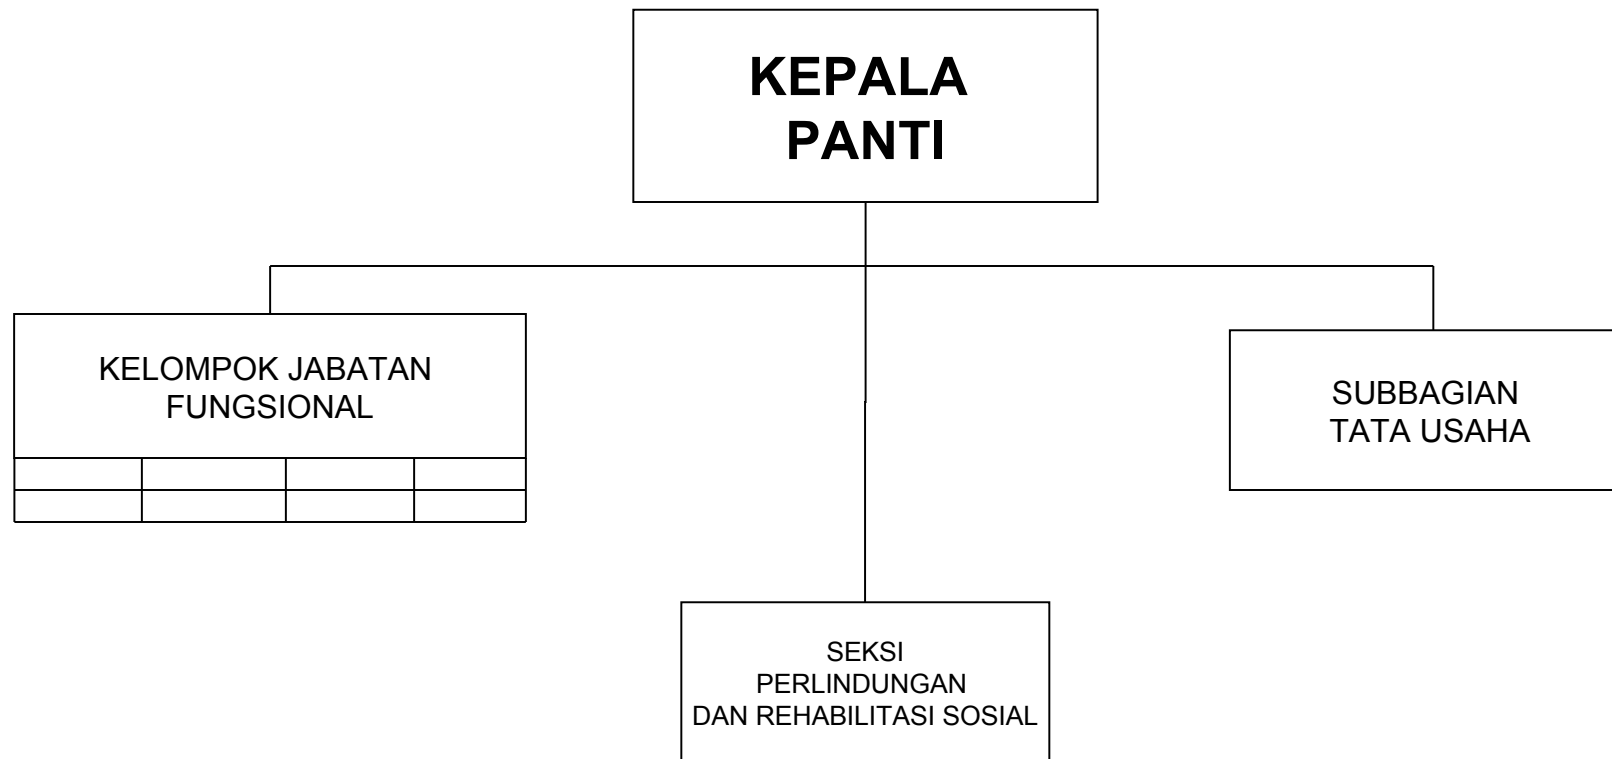 KEPALA
PANTI
KELOMPOK JABATAN
FUNGSIONAL
SUBBAGIAN
TATA USAHA
SEKSI
PERLINDUNGAN
DAN REHABILITASI SOSIAL